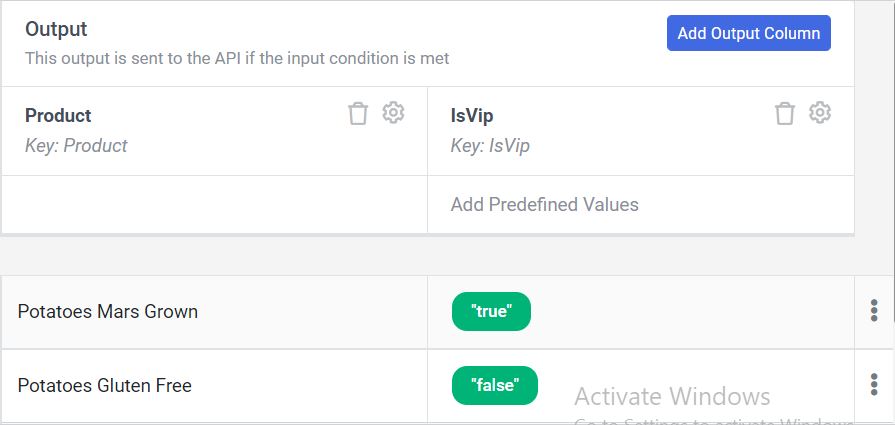 Output
Add Output Column
This output is sent to the API if the input condition is met
Product
IsVip
Key: Product
Key: IsVip
Add Predefined Values
Potatoes Mars Grown
"true"
Potatoes Gluten Free
"false"
Activate Windows
Go to Settings to activate Windows